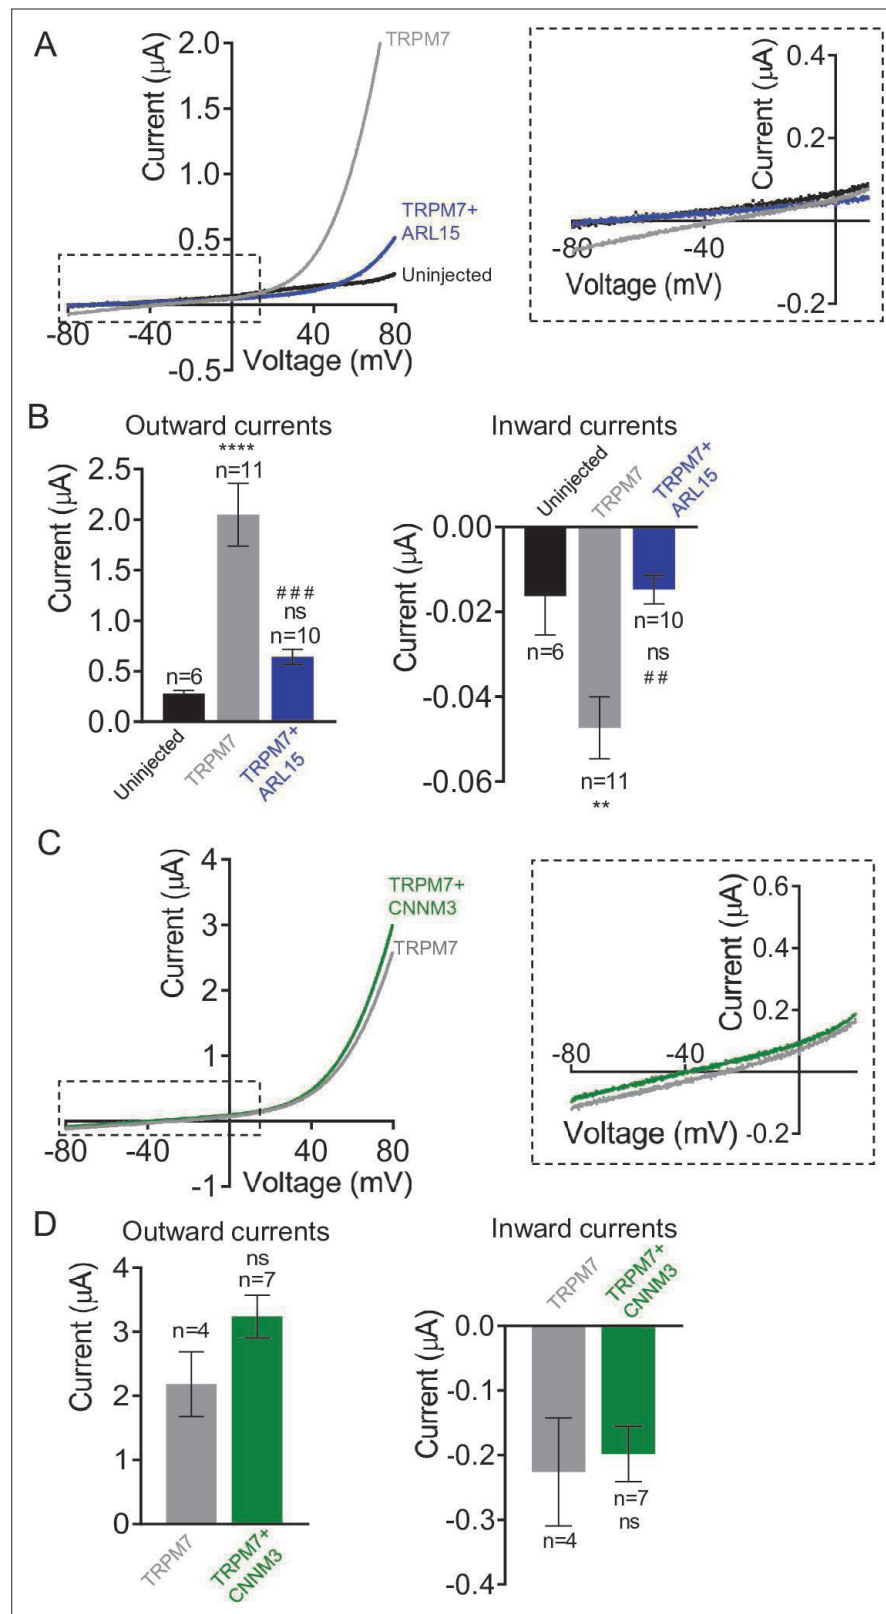 A
Current (μA)
2.0
1.5
1.0
0.5
-80
-40
40
80
-0.5
Voltage (mV)
TRPM7
TRPM7+
ARL15
Uninjected
Current (μA)
0.4
0.2
-80
-40
-0.2
Voltage (mV)
B
Outward currents
Current (μA)
2.5
2.0
1.5
1.0
0.5
0.0
n=6
****
n=11
###
ns
n=10
Uninjected
TRPM7
TRPM7+
ARL15
Inward currents
Uninjected
TRPM7
TRPM7+
ARL15
Current (μA)
0.00
-0.02
-0.04
-0.06
n=6
n=11
**
n=10
ns
##
C
Current (μA)
4
3
2
1
-80
-40
40
80
-1
Voltage (mV)
TRPM7+
CNNM3
TRPM7
Current (μA)
0.6
0.4
0.2
-80
-40
-0.2
Voltage (mV)
D
Outward currents
Current (μA)
4
3
2
1
0
n=4
ns
n=7
TRPM7
TRPM7+
CNNM3
Inward currents
TRPM7
TRPM7+
CNNM3
Current (μA)
0.0
-0.1
-0.2
-0.3
-0.4
n=4
n=7
ns